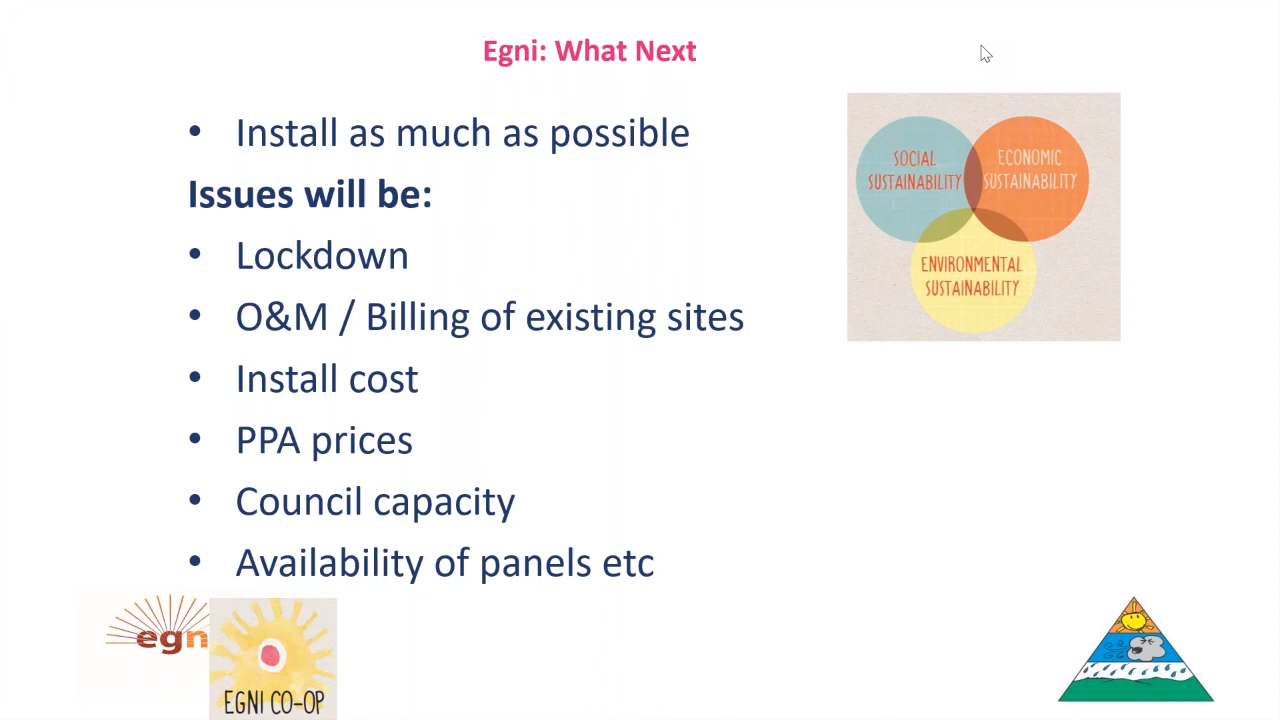 Egni: What Next
• Install as much as possible
Issues will be:
• Lockdown
• O&M / Billing of existing sites
• Install cost
• PPA prices
• Council capacity
• Availability of panels etc
SOCIAL
SUSTAINABILITY
ECONOMIC
SUSTAINABILITY
ENVIRONMENTAL
SUSTAINABILITY
egn
EGNI CO-OP